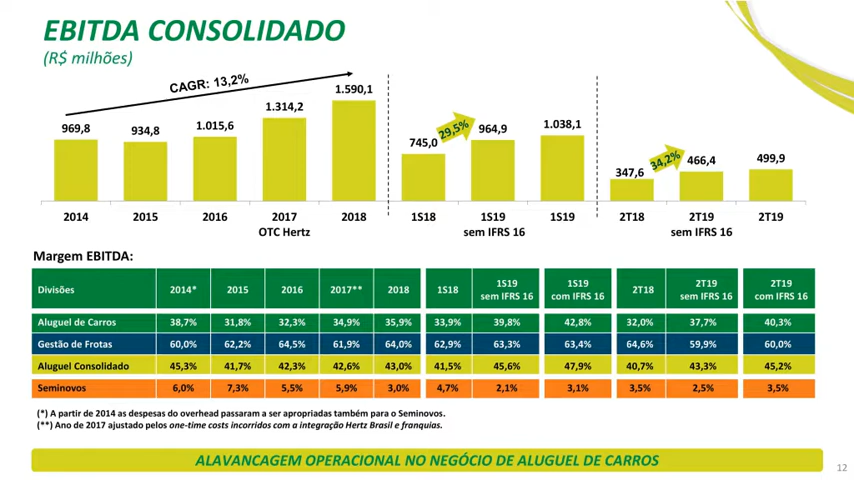 EBITDA CONSOLIDADO
(R$ milhões)
CAGR: 13,2%
969,8 934,8 1.015,6 1.314,2 1.590,1 745,0 29,5% 964,9 1.038,1 347,6 34,2% 466,4 499,9
2014 2015 2016 2017 2018 1S18 1S19 1S19 2T18 2T19 2T19
OTC Hertz sem IFRS 16 sem IFRS 16
Margem EBITDA:
Divisões 2014* 2015 2016 2017** 2018 1S18 1S19 sem IFRS 16 1S19 com IFRS 16 2T18 2T19 sem IFRS 16 2T19 com IFRS 16
Aluguel de Carros 38,7% 31,8% 32,3% 34,9% 35,9% 33,9% 39,8% 42,8% 32,0% 37,7% 40,3%
Gestão de Frotas 60,0% 62,2% 64,5% 61,9% 64,0% 62,9% 63,3% 63,4% 64,6% 59,9% 60,0%
Aluguel Consolidado 45,3% 41,7% 42,3% 42,6% 43,0% 41,5% 45,6% 47,9% 40,7% 43,3% 45,2%
Seminovos 6,0% 7,3% 5,5% 5,9% 3,0% 4,7% 2,1% 3,1% 3,5% 2,5% 3,5%
(*) A partir de 2014 as despesas do overhead passaram a ser apropriadas também para o Seminovos.
(**) Ano de 2017 ajustado pelos one-time costs incorridos com a integração Hertz Brasil e franquias.
ALAVANCAGEM OPERACIONAL NO NEGÓCIO DE ALUGUEL DE CARROS
12